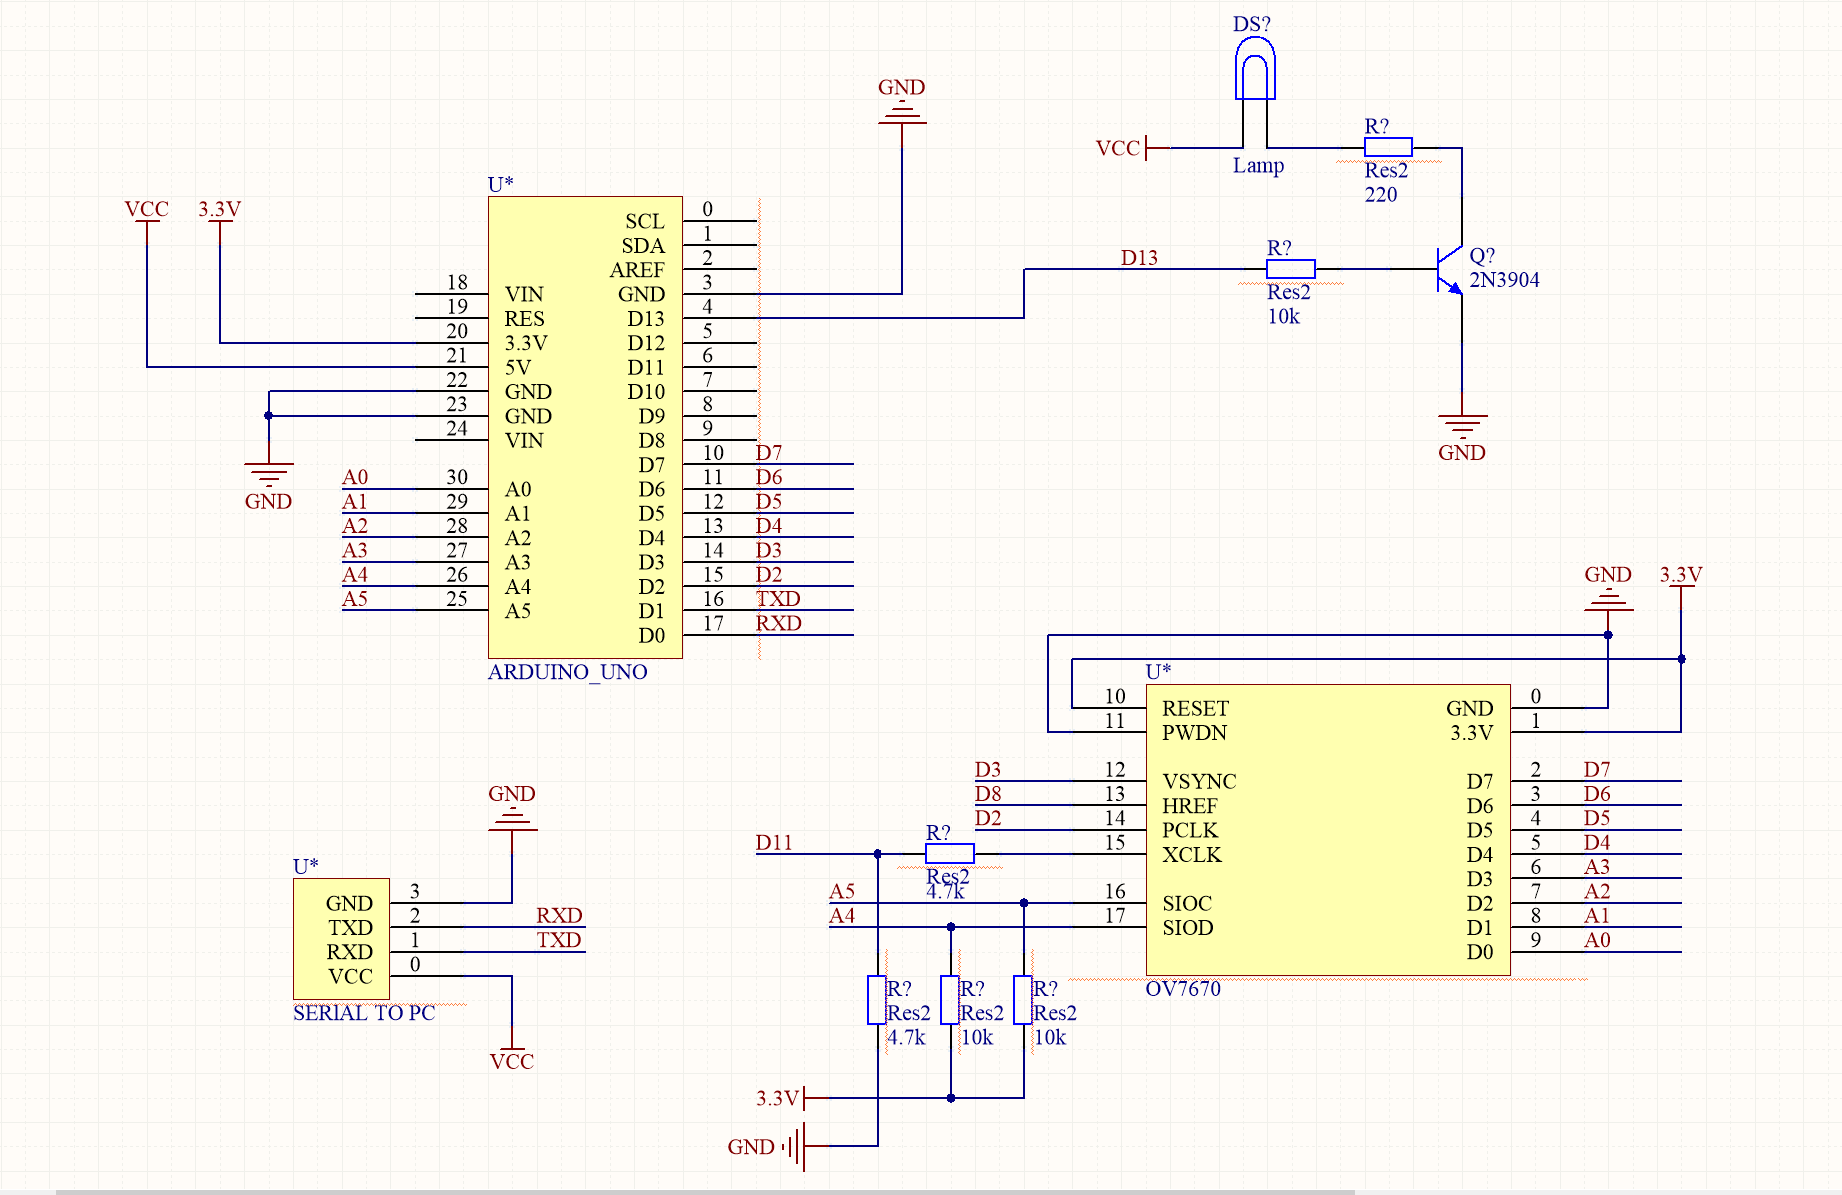 DS?
VCC
Lamp
R?
Res2
220
GND
D13
R?
Res2
10k
Q?
2N3904
GND
VCC
3.3V
GND
U*
18 VIN
19 RES
20 3.3V
21 5V
22 GND
23 GND
24 VIN
A0 30 A0
A1 29 A1
A2 28 A2
A3 27 A3
A4 26 A4
A5 25 A5
SCL 0
SDA 1
AREF 2
GND 3
D13 4
D12 5
D11 6
D10 7
D9 8
D8 9
D7 10 D7
D6 11 D6
D5 12 D5
D4 13 D4
D3 14 D3
D2 15 D2
D1 16 TXD
D0 17 RXD
ARDUINO_UNO
GND
3.3V
U*
10 RESET
11 PWDN
D3 12 VSYNC
D8 13 HREF
D2 14 PCLK
15 XCLK
A5 16 SIOC
A4 17 SIOD
GND 0
3.3V 1
D7 2 D7
D6 3 D6
D5 4 D5
D4 5 D4
D3 6 A3
D2 7 A2
D1 8 A1
D0 9 A0
OV7670
D11
R?
Res2
4.7k
R?
Res2
4.7k
R?
Res2
10k
R?
Res2
10k
3.3V
GND
GND
U*
GND 3
TXD 2 RXD
RXD 1 TXD
VCC 0
SERIAL TO PC
VCC